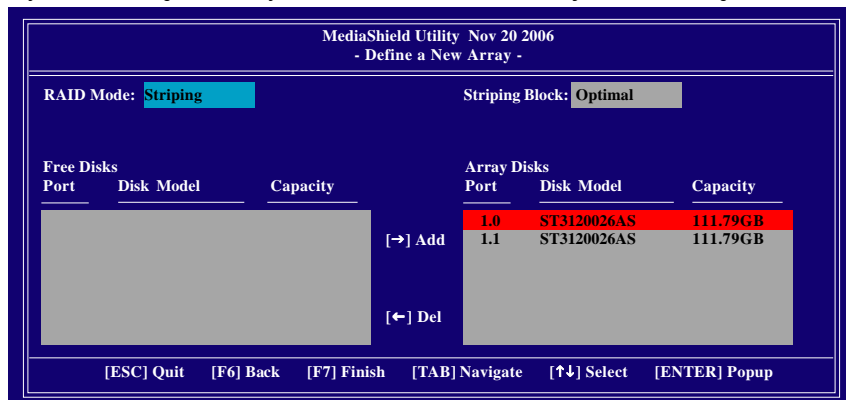 MediaShield Utility Nov 20 2006
- Define a New Array -
RAID Mode: Striping
Striping Block: Optimal
Free Disks
Port Disk Model Capacity
Array Disks
Port Disk Model Capacity
1.0 ST3120026AS 111.79GB
1.1 ST3120026AS 111.79GB
[→] Add
[←] Del
[ESC] Quit [F6] Back [F7] Finish [TAB] Navigate [↑↓] Select [ENTER] Popup